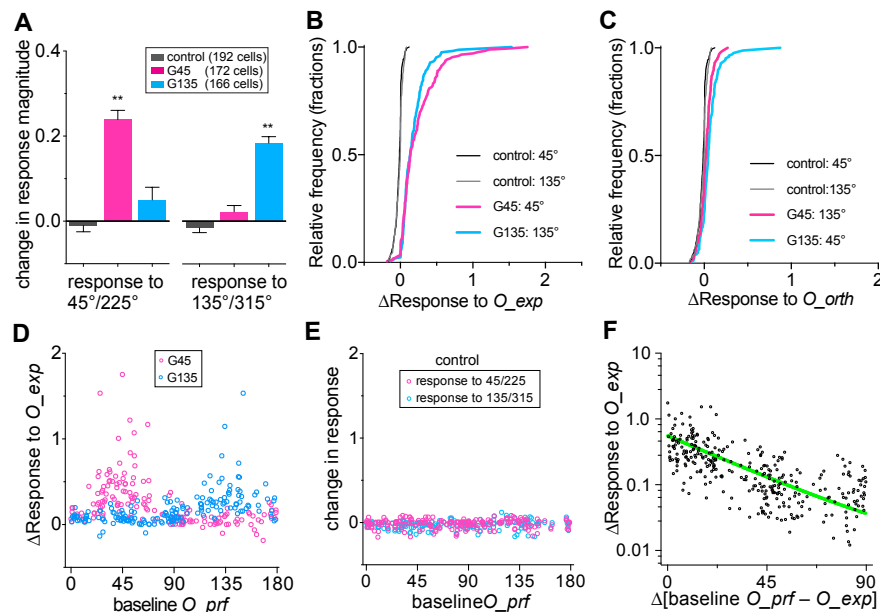 A
change in response magnitude
0.4
0.2
0.0
control (192 cells)
G45 (172 cells)
G135 (166 cells)
**
**
response to
45°/225°
response to
135°/315°
B
Relative frequency (fractions)
1.0
0.5
0.0
control: 45°
control: 135°
G45: 45°
G135: 135°
0
1
2
ΔResponse to O_exp
C
Relative frequency (fractions)
1.0
0.5
0.0
control: 45°
control:135°
G45: 135°
G135: 45°
0
1
2
ΔResponse to O_orth
D
ΔResponse to O_exp
2
1
0
G45
G135
0
45
90
135
180
baseline O_prf
E
change in response
2
1
0
control
response to 45/225
response to 135/315
0
45
90
135
180
baselineO_prf
F
ΔResponse to O_exp
10.0
1.0
0.1
0.01
0
45
90
Δ[baseline O_prf – O_exp]